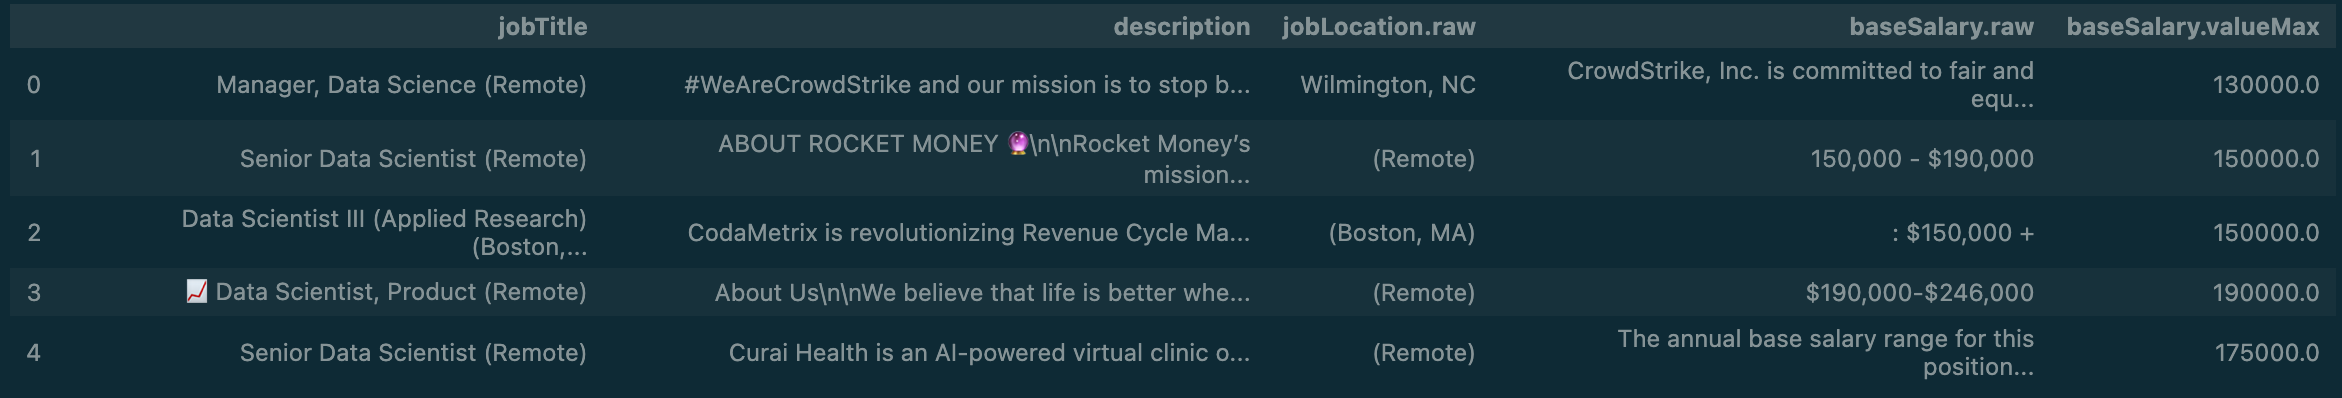 jobTitle description jobLocation.raw baseSalary.raw baseSalary.valueMax
0 Manager, Data Science (Remote) #WeAreCrowdStrike and our mission is to stop b... Wilmington, NC CrowdStrike, Inc. is committed to fair and
equ... 130000.0
1 Senior Data Scientist (Remote) ABOUT ROCKET MONEY 🔮\n\nRocket Money’s
mission... (Remote) 150,000 - $190,000 150000.0
2 Data Scientist III (Applied Research)
(Boston,... CodaMetrix is revolutionizing Revenue Cycle Ma... (Boston, MA) : $150,000 + 150000.0
3 📈 Data Scientist, Product (Remote) About Us\n\nWe believe that life is better whe... (Remote) $190,000-$246,000 190000.0
4 Senior Data Scientist (Remote) Curai Health is an AI-powered virtual clinic o... (Remote) The annual base salary range for this
position... 175000.0